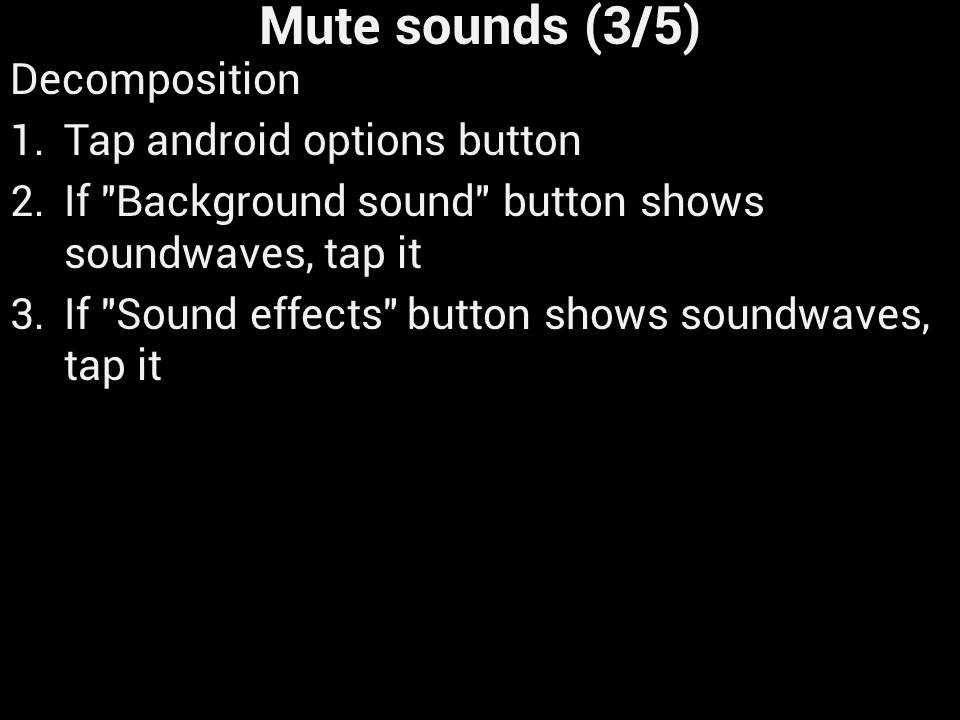 Mute sounds (3/5)
Decomposition
1. Tap android options button
2. If "Background sound" button shows
soundwaves, tap it
3. If "Sound effects" button shows soundwaves,
tap it